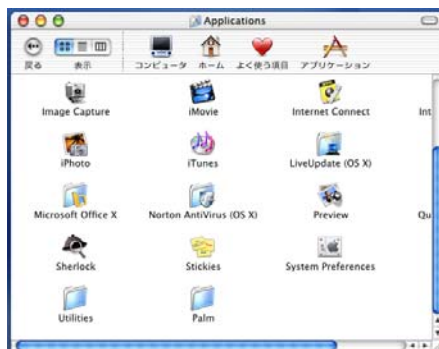 Applications
戻る 表示 コンピュータ ホーム よく使う項目 アプリケーション
Image Capture iMovie Internet Connect Int
iPhoto iTunes LiveUpdate (OS X)
Microsoft Office X Norton AntiVirus (OS X) Preview Qu
Sherlock Stickies System Preferences
Utilities Palm